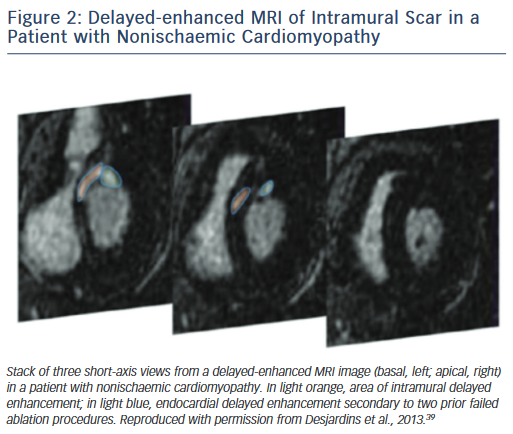 Figure 2: Delayed-enhanced MRI of Intramural Scar in a
Patient with Nonischaemic Cardiomyopathy
Stack of three short-axis views from a delayed-enhanced MRI image (basal, left; apical, right)
in a patient with nonischaemic cardiomyopathy. In light orange, area of intramural delayed
enhancement; in light blue, endocardial delayed enhancement secondary to two prior failed
ablation procedures. Reproduced with permission from Desjardins et al., 2013.³⁹